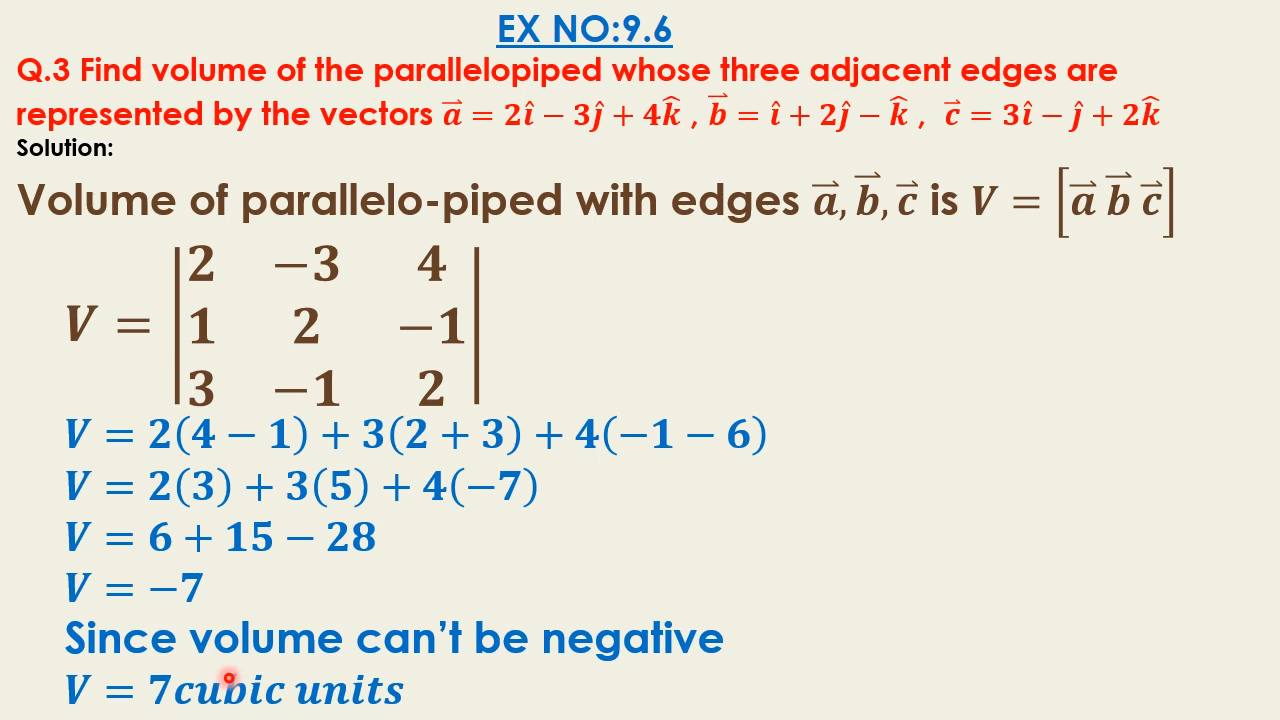 EX NO:9.6
Q.3 Find volume of the parallelopiped whose three adjacent edges are
represented by the vectors a⃗ = 2î − 3ĵ + 4k̂ , b⃗ = î + 2ĵ − k̂ , c⃗ = 3î − ĵ + 2k̂
Solution:
Volume of parallelo-piped with edges a⃗, b⃗, c⃗ is V = [a⃗ b⃗ c⃗]
V = |2 −3 4|
|1 2 −1|
|3 −1 2|
V = 2(4 − 1) + 3(2 + 3) + 4(−1 − 6)
V = 2(3) + 3(5) + 4(−7)
V = 6 + 15 − 28
V = −7
Since volume can’t be negative
V = 7cubic units